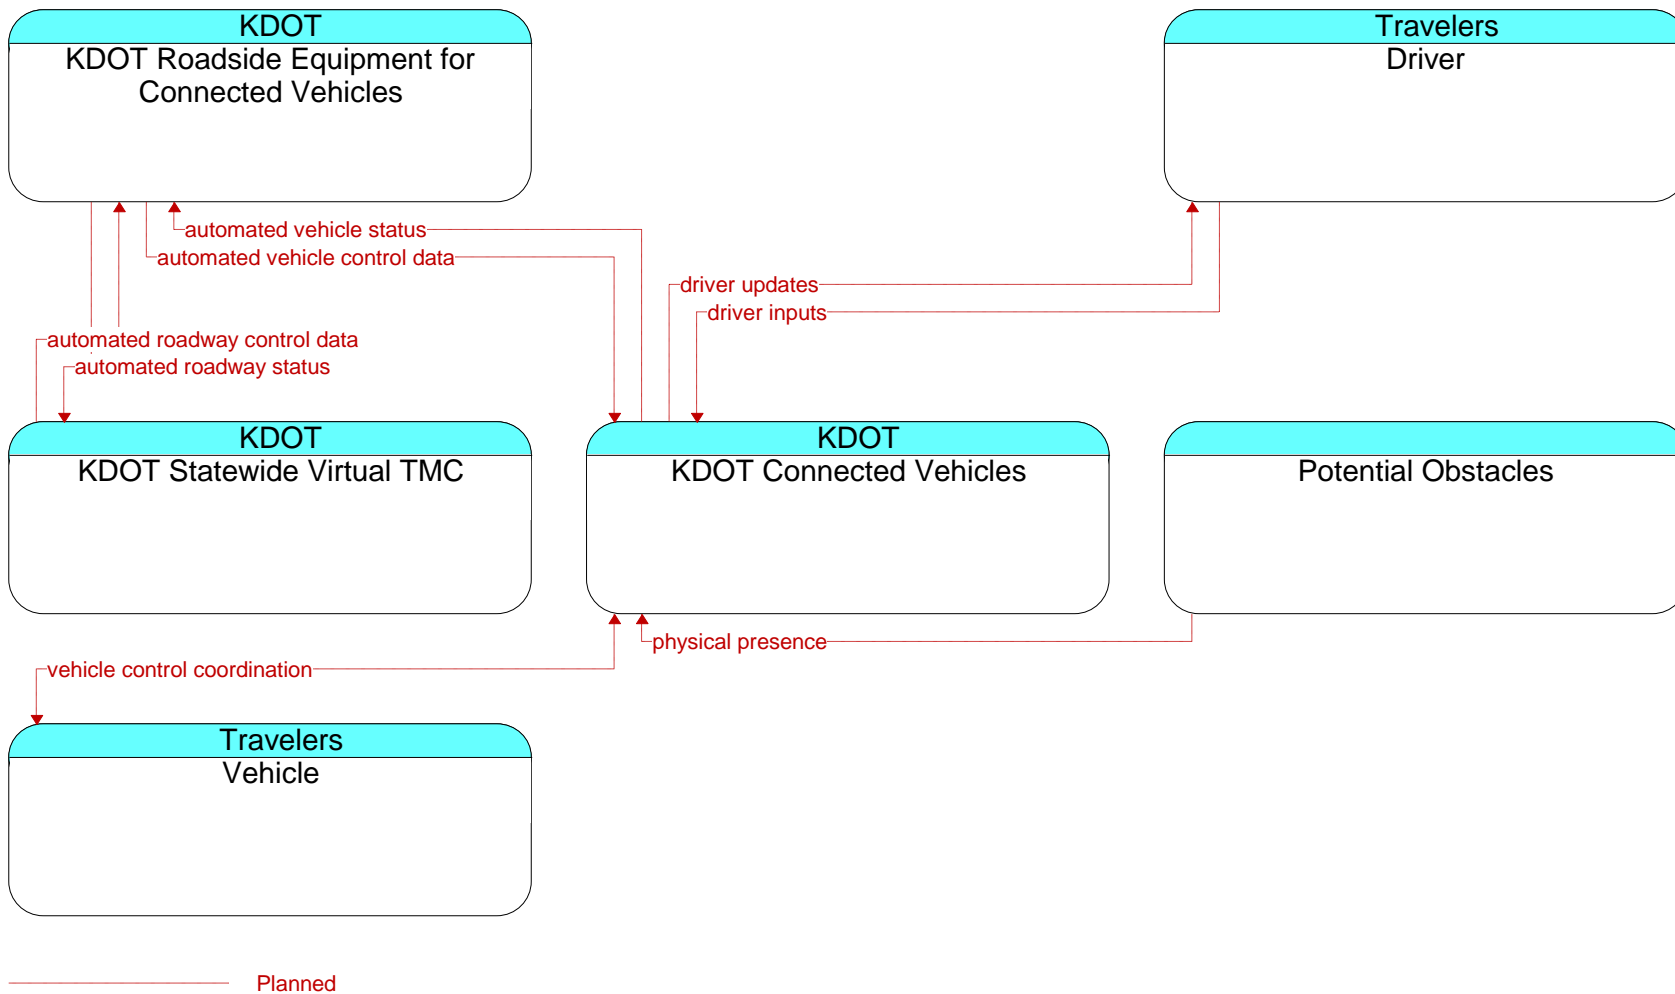 KDOT
KDOT Roadside Equipment for
Connected Vehicles
Travelers
Driver
automated vehicle status
automated vehicle control data
driver updates
driver inputs
automated roadway control data
automated roadway status
KDOT
KDOT Statewide Virtual TMC
KDOT
KDOT Connected Vehicles
Potential Obstacles
physical presence
vehicle control coordination
Travelers
Vehicle
Planned